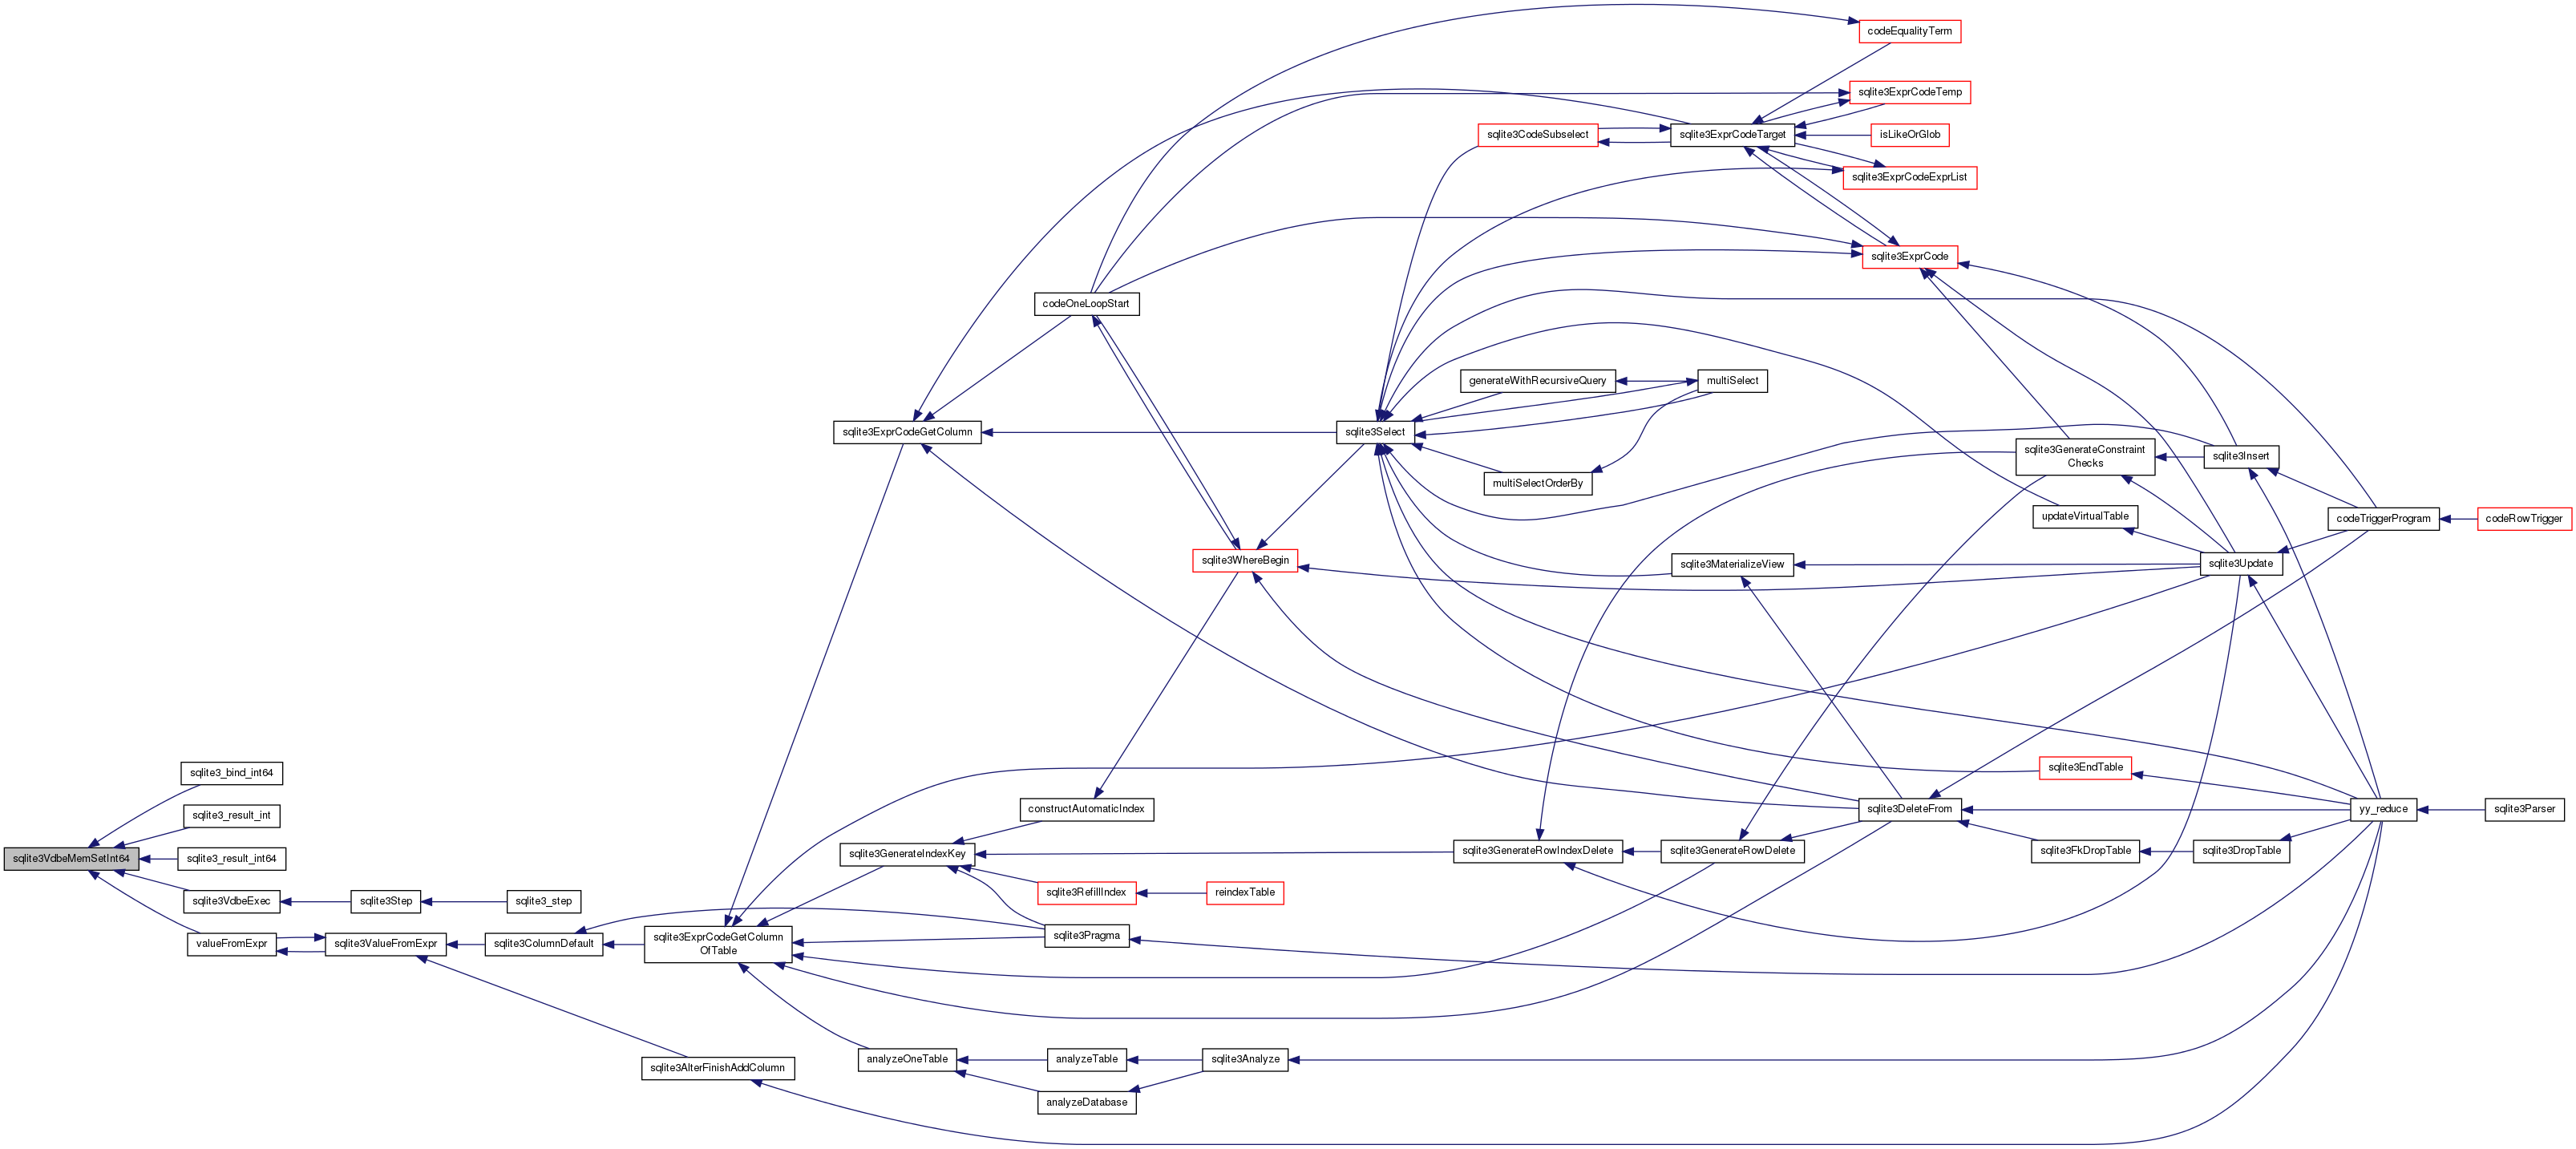 codeEqualityTerm
sqlite3ExprCodeTemp
sqlite3CodeSubselect
sqlite3ExprCodeTarget
isLikeOrGlob
sqlite3ExprCodeExprList
sqlite3ExprCode
codeOneLoopStart
generateWithRecursiveQuery
multiSelect
sqlite3ExprCodeGetColumn
sqlite3Select
sqlite3GenerateConstraint
Checks
sqlite3Insert
multiSelectOrderBy
updateVirtualTable
codeTriggerProgram
codeRowTrigger
sqlite3WhereBegin
sqlite3MaterializeView
sqlite3Update
sqlite3_bind_int64
sqlite3EndTable
sqlite3_result_int
constructAutomaticIndex
sqlite3DeleteFrom
yy_reduce
sqlite3Parser
sqlite3VdbeMemSetInt64
sqlite3_result_int64
sqlite3GenerateIndexKey
sqlite3GenerateRowIndexDelete
sqlite3GenerateRowDelete
sqlite3FkDropTable
sqlite3DropTable
sqlite3VdbeExec
sqlite3Step
sqlite3_step
sqlite3RefillIndex
reindexTable
valueFromExpr
sqlite3ValueFromExpr
sqlite3ColumnDefault
sqlite3ExprCodeGetColumn
OfTable
sqlite3Pragma
sqlite3AlterFinishAddColumn
analyzeOneTable
analyzeTable
sqlite3Analyze
analyzeDatabase